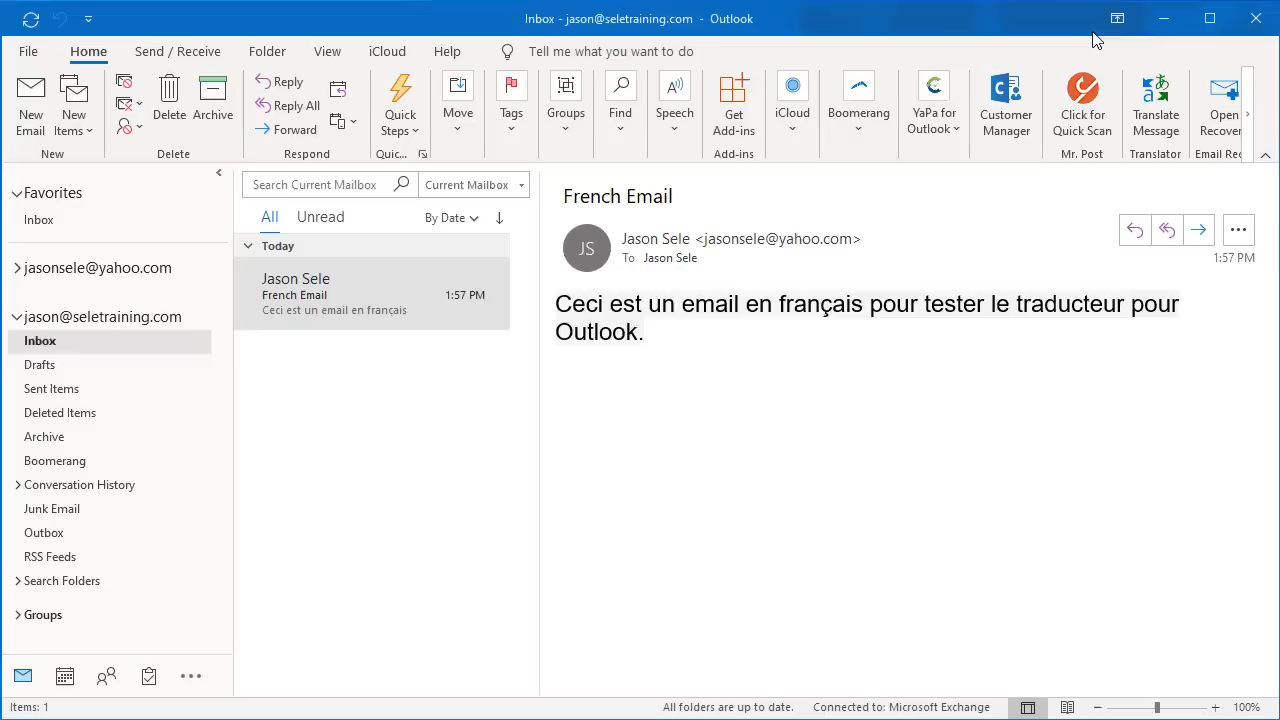 Inbox - jason@seletraining.com - Outlook
File Home Send / Receive Folder View iCloud Help Tell me what you want to do
New Email
New Items
Delete
Archive
Reply
Reply All
Forward
Quick Steps
Move
Tags
Groups
Find
Speech
Get Add-ins
iCloud
Boomerang
YaPa for Outlook
Customer Manager
Click for Quick Scan
Translate Message
Open
Recover
New Delete Respond Quic... Add-ins Mr. Post Translator Email Rec
Favorites
Inbox
jasonsele@yahoo.com
jason@seletraining.com
Inbox
Drafts
Sent Items
Deleted Items
Archive
Boomerang
Conversation History
Junk Email
Outbox
RSS Feeds
Search Folders
Groups
Search Current Mailbox Current Mailbox
All Unread By Date
Today
Jason Sele
French Email 1:57 PM
Ceci est un email en français
French Email
JS
Jason Sele <jasonsele@yahoo.com>
To Jason Sele
1:57 PM
Ceci est un email en français pour tester le traducteur pour
Outlook.
Items: 1 All folders are up to date. Connected to: Microsoft Exchange 100%